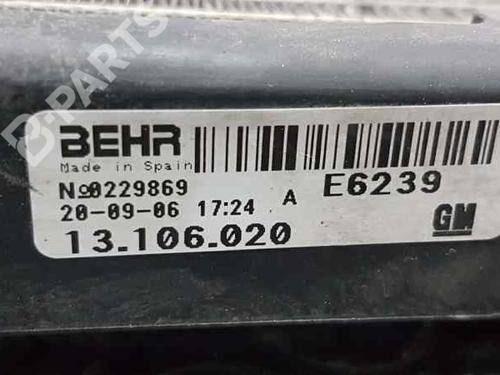 B-PARTS
BEHR
Made in Spain
Nº0229869
E6239
20-09-06 17:24 A
13.106.020
GM